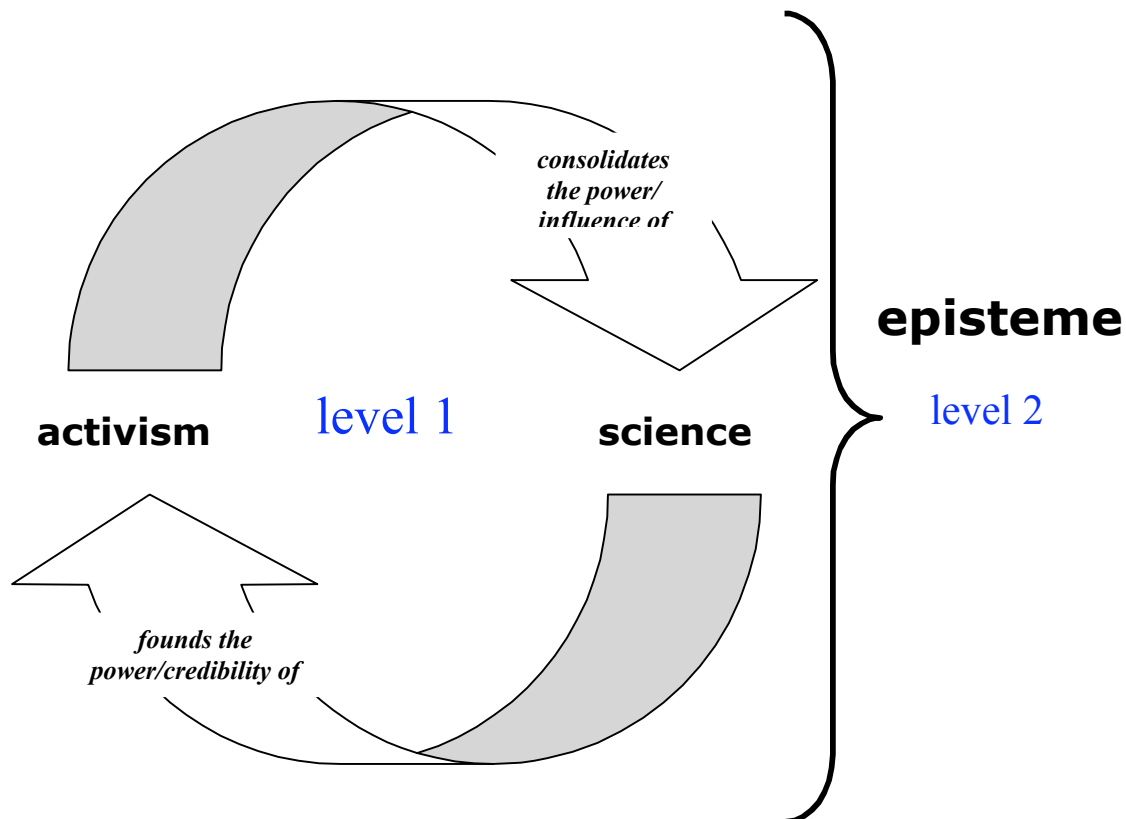 consolidates
the power/
influence of
episteme
level 1
level 2
activism
science
founds the
power/credibility of